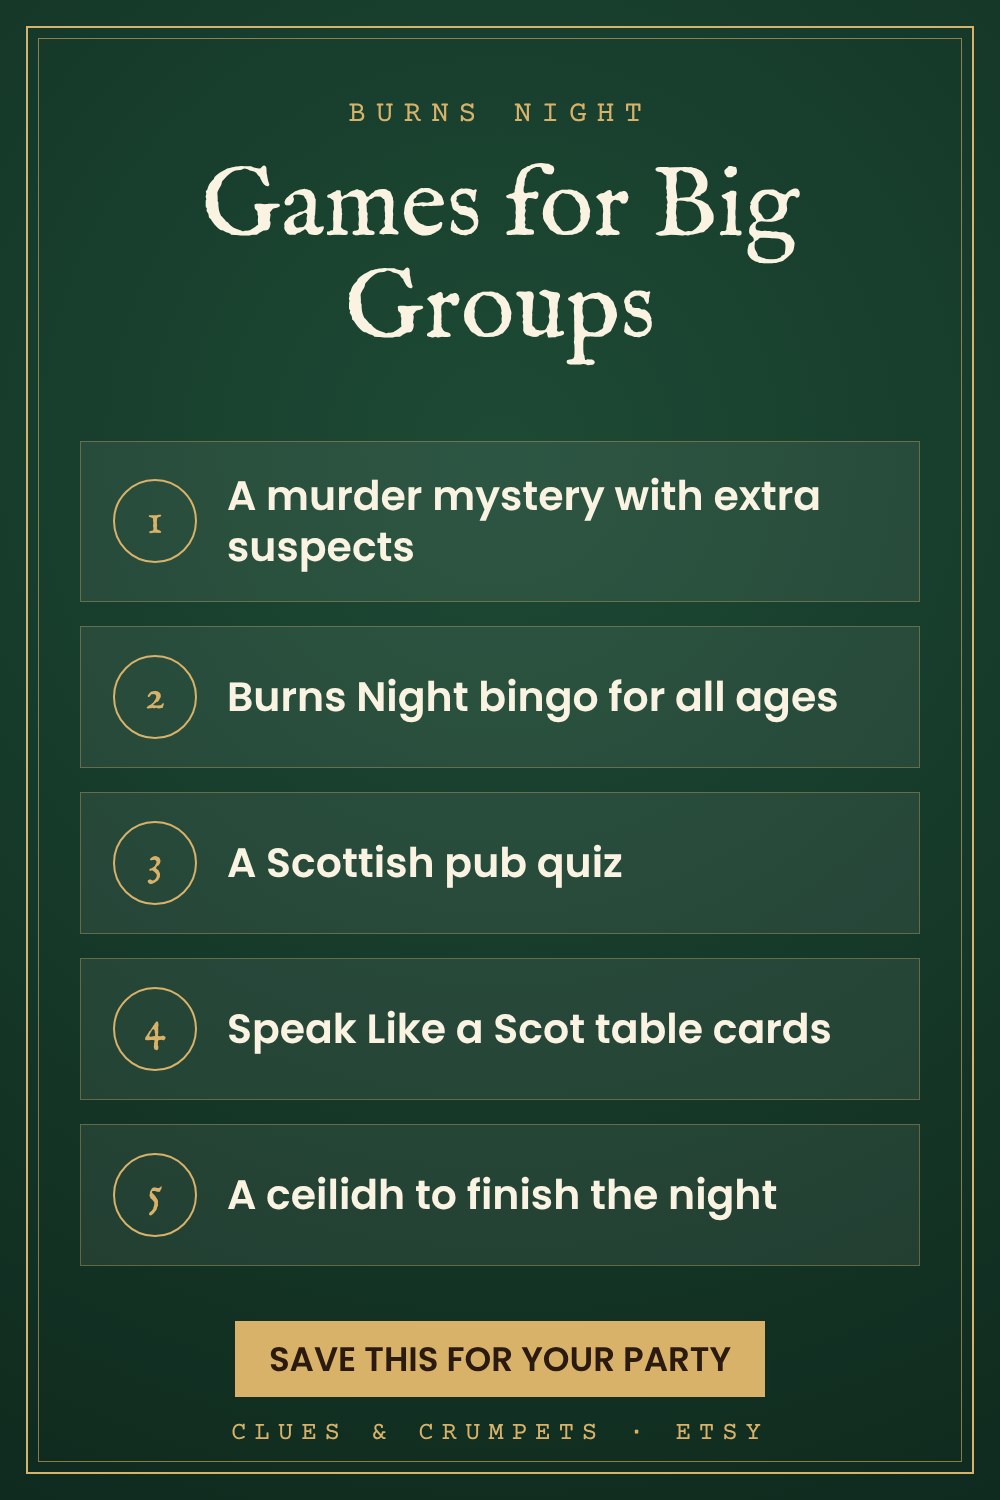 BURNS NIGHT
Games for Big
Groups
1
A murder mystery with extra
suspects
2
Burns Night bingo for all ages
3
A Scottish pub quiz
4
Speak Like a Scot table cards
5
A ceilidh to finish the night
SAVE THIS FOR YOUR PARTY
CLUES & CRUMPETS · ETSY